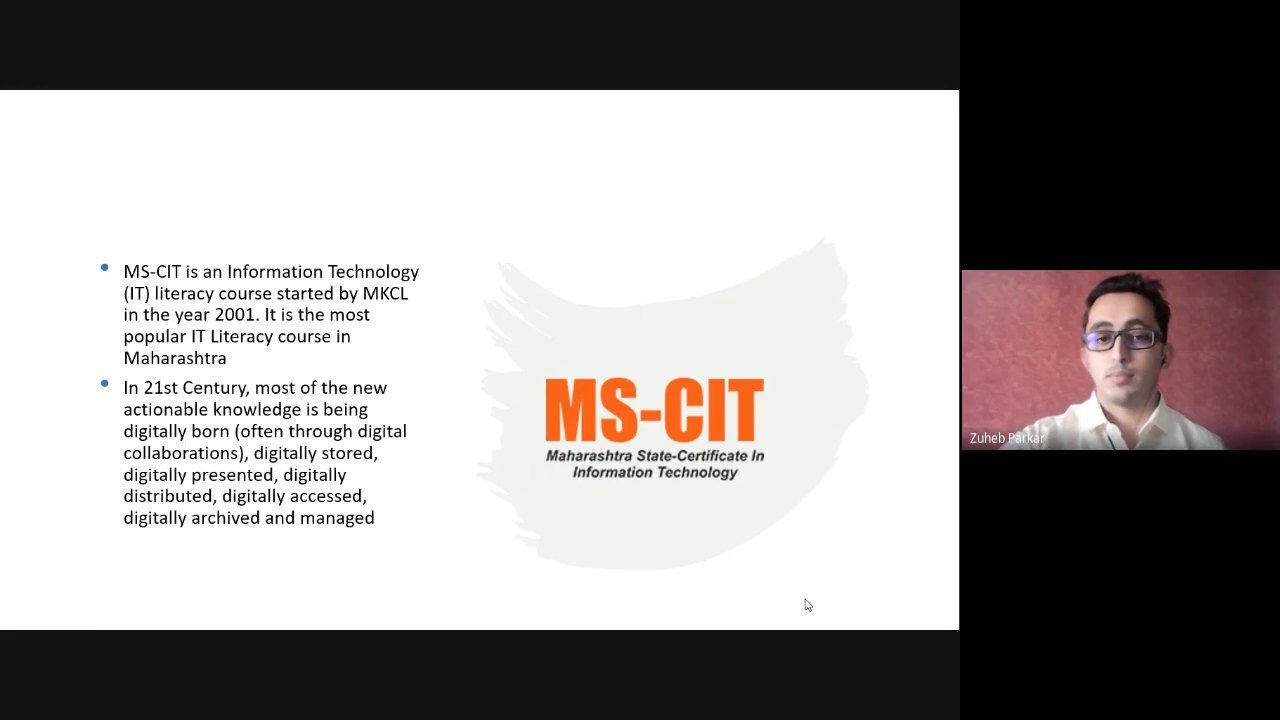 MS-CIT is an Information Technology
(IT) literacy course started by MKCL
in the year 2001. It is the most
popular IT Literacy course in
Maharashtra
In 21st Century, most of the new
actionable knowledge is being
digitally born (often through digital
collaborations), digitally stored,
digitally presented, digitally
distributed, digitally accessed,
digitally archived and managed
MS-CIT
Maharashtra State-Certificate In
Information Technology
Zuheb Parkar